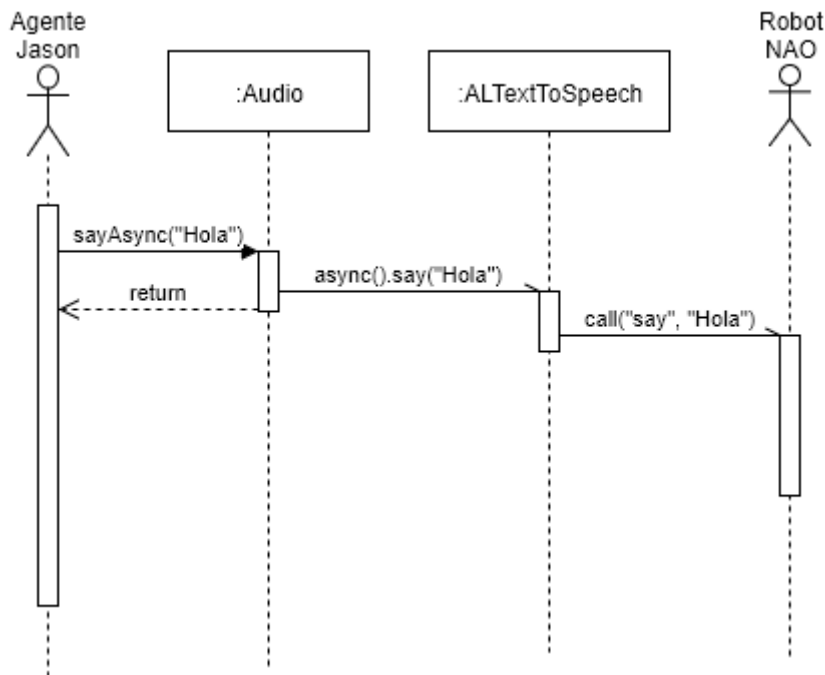 Agente
Jason
:Audio
:ALTextToSpeech
Robot
NAO
sayAsync("Hola")
async().say("Hola")
return
call("say", "Hola")